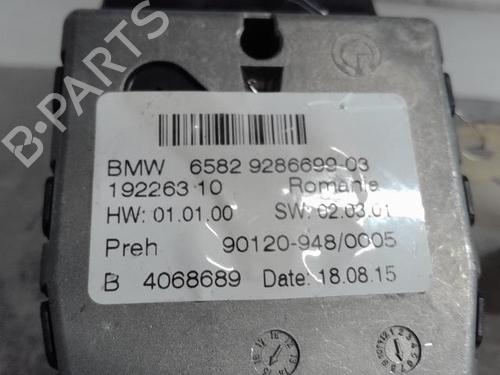 BMW 6582 9286699-03
192263-10 Romania
HW: 01.01.00 SW: 02.03.01
Preh 90120-948/0005
B 4068689 Date: 18.08.15
B-PARTS